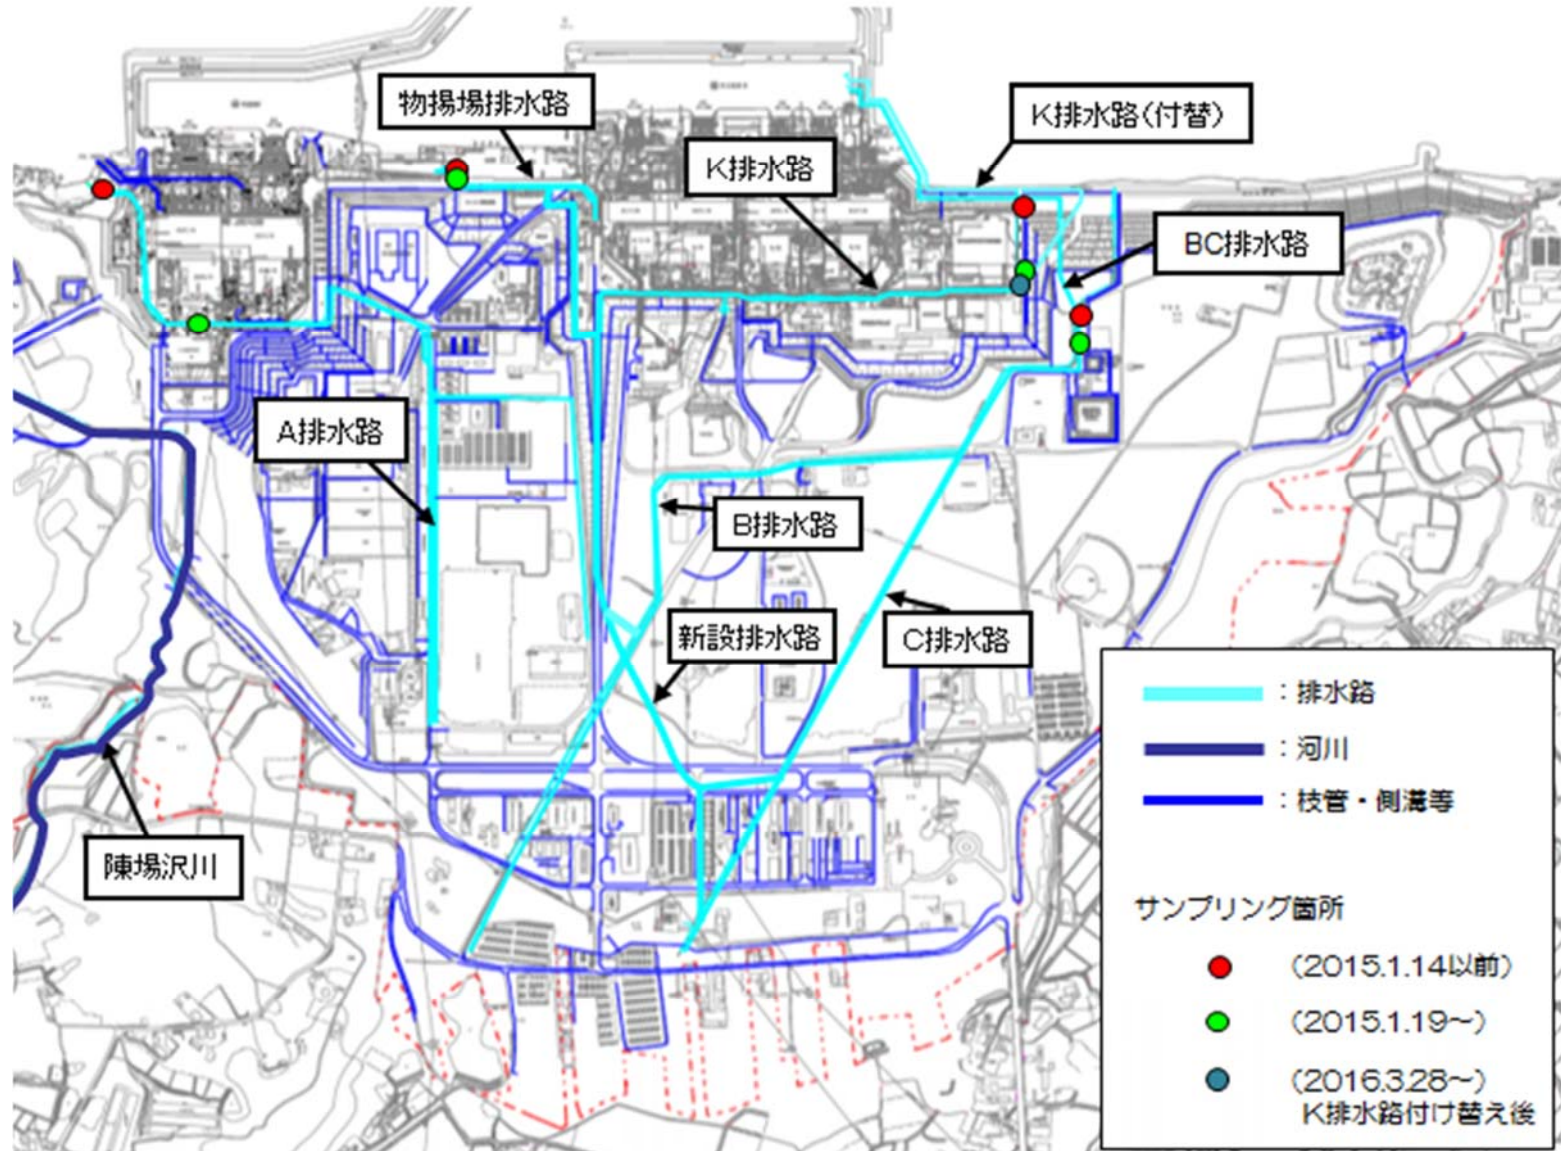 物揚場排水路
K排水路(付替)
K排水路
BC排水路
A排水路
B排水路
新設排水路
C排水路
陳場沢川
：排水路
：河川
：枝管・側溝等
サンプリング箇所
（2015.1.14以前）
（2015.1.19～）
（2016.3.28～）
K排水路付け替え後